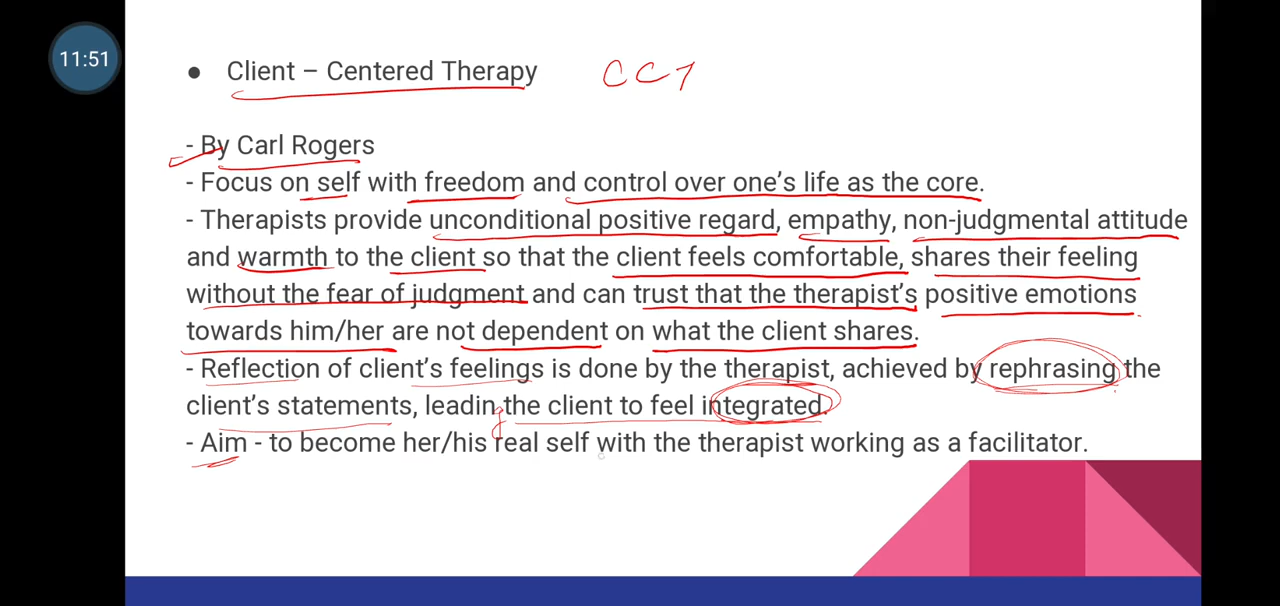 11:51
● Client – Centered Therapy CCT
- By Carl Rogers
- Focus on self with freedom and control over one's life as the core.
- Therapists provide unconditional positive regard, empathy, non-judgmental attitude
and warmth to the client so that the client feels comfortable, shares their feeling
without the fear of judgment and can trust that the therapist's positive emotions
towards him/her are not dependent on what the client shares.
- Reflection of client's feelings is done by the therapist, achieved by rephrasing the
client's statements, leading the client to feel integrated.
- Aim - to become her/his real self with the therapist working as a facilitator.